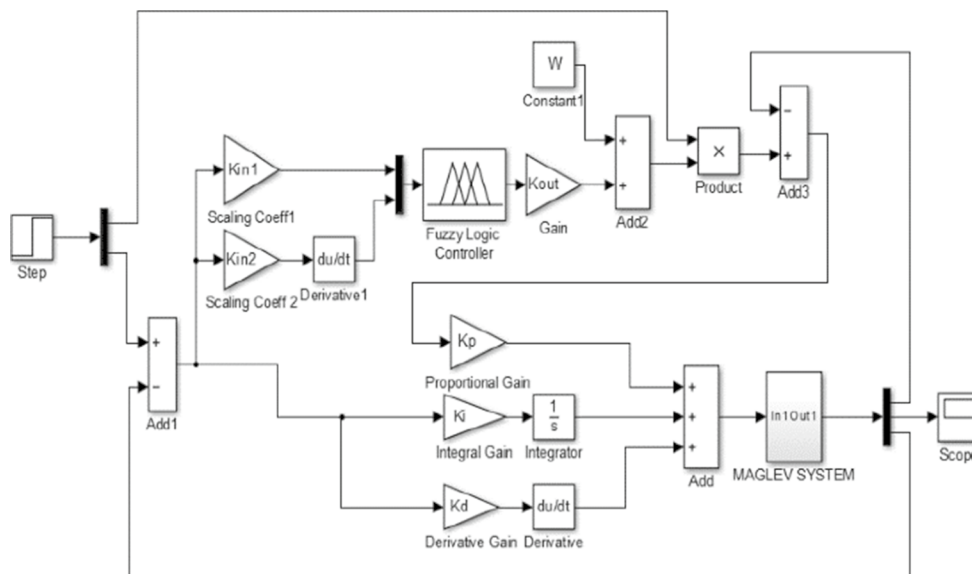 W
Constant1
Kin1
Scaling Coeff1
Fuzzy Logic
Controller
Kout
Gain
+
+
Add2
×
Product
−
+
Add3
Step
Kin2
Scaling Coeff 2
du/dt
Derivative1
+
−
Add1
Kp
Proportional Gain
Ki
Integral Gain
1
s
Integrator
Kd
Derivative Gain
du/dt
Derivative
+
+
+
Add
In1Out1
MAGLEV SYSTEM
Scope